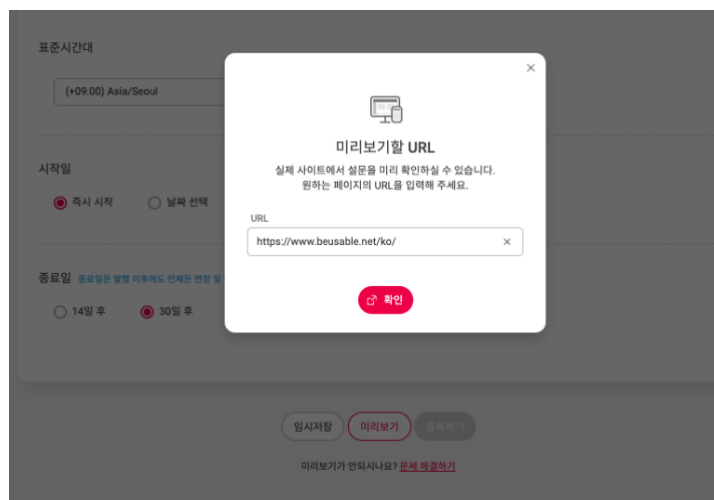 표준시간대
(+09:00) Asia/Seoul
시작일
즉시 시작 날짜 선택
종료일 종료일은 발행 이후에도 언제든 연장 및
14일 후 30일 후
미리보기할 URL
실제 사이트에서 설문을 미리 확인하실 수 있습니다.
원하는 페이지의 URL을 입력해 주세요.
URL
https://www.beusable.net/ko/
확인
임시저장 미리보기 등록하기
미리보기가 안되시나요? 문제 해결하기